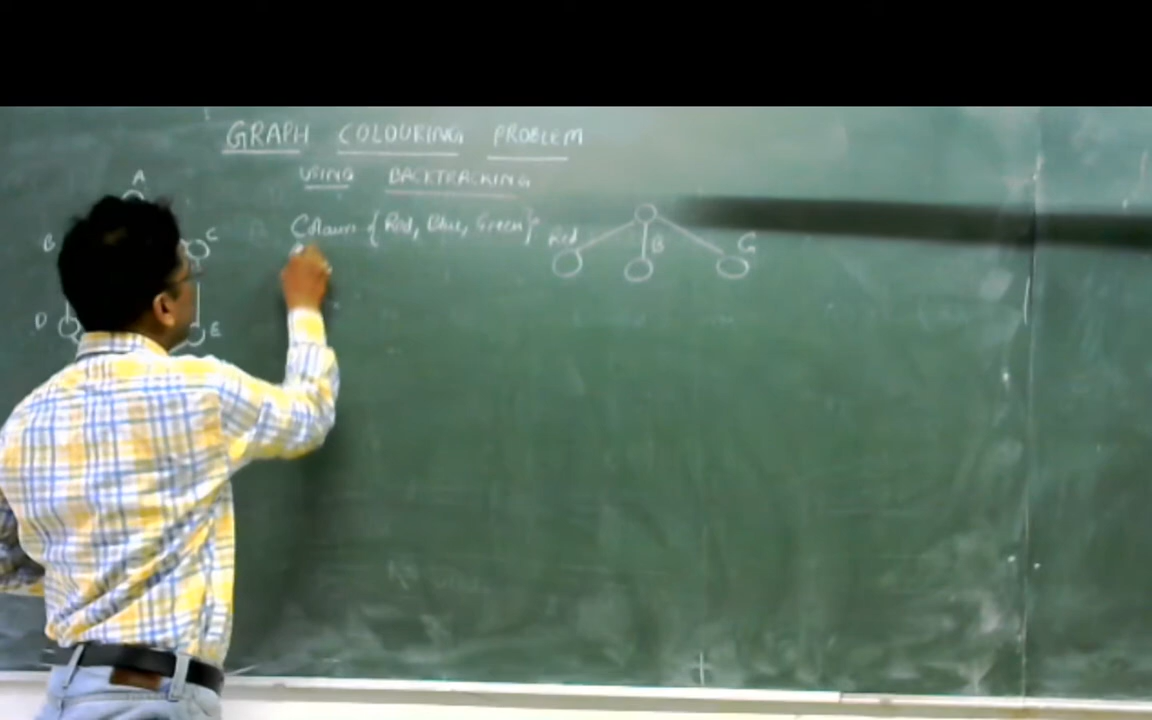 GRAPH COLOURING PROBLEM
USING BACKTRACKING
A
Colours {Red, Blue, Green}
B
C
Red
B
G
D
E